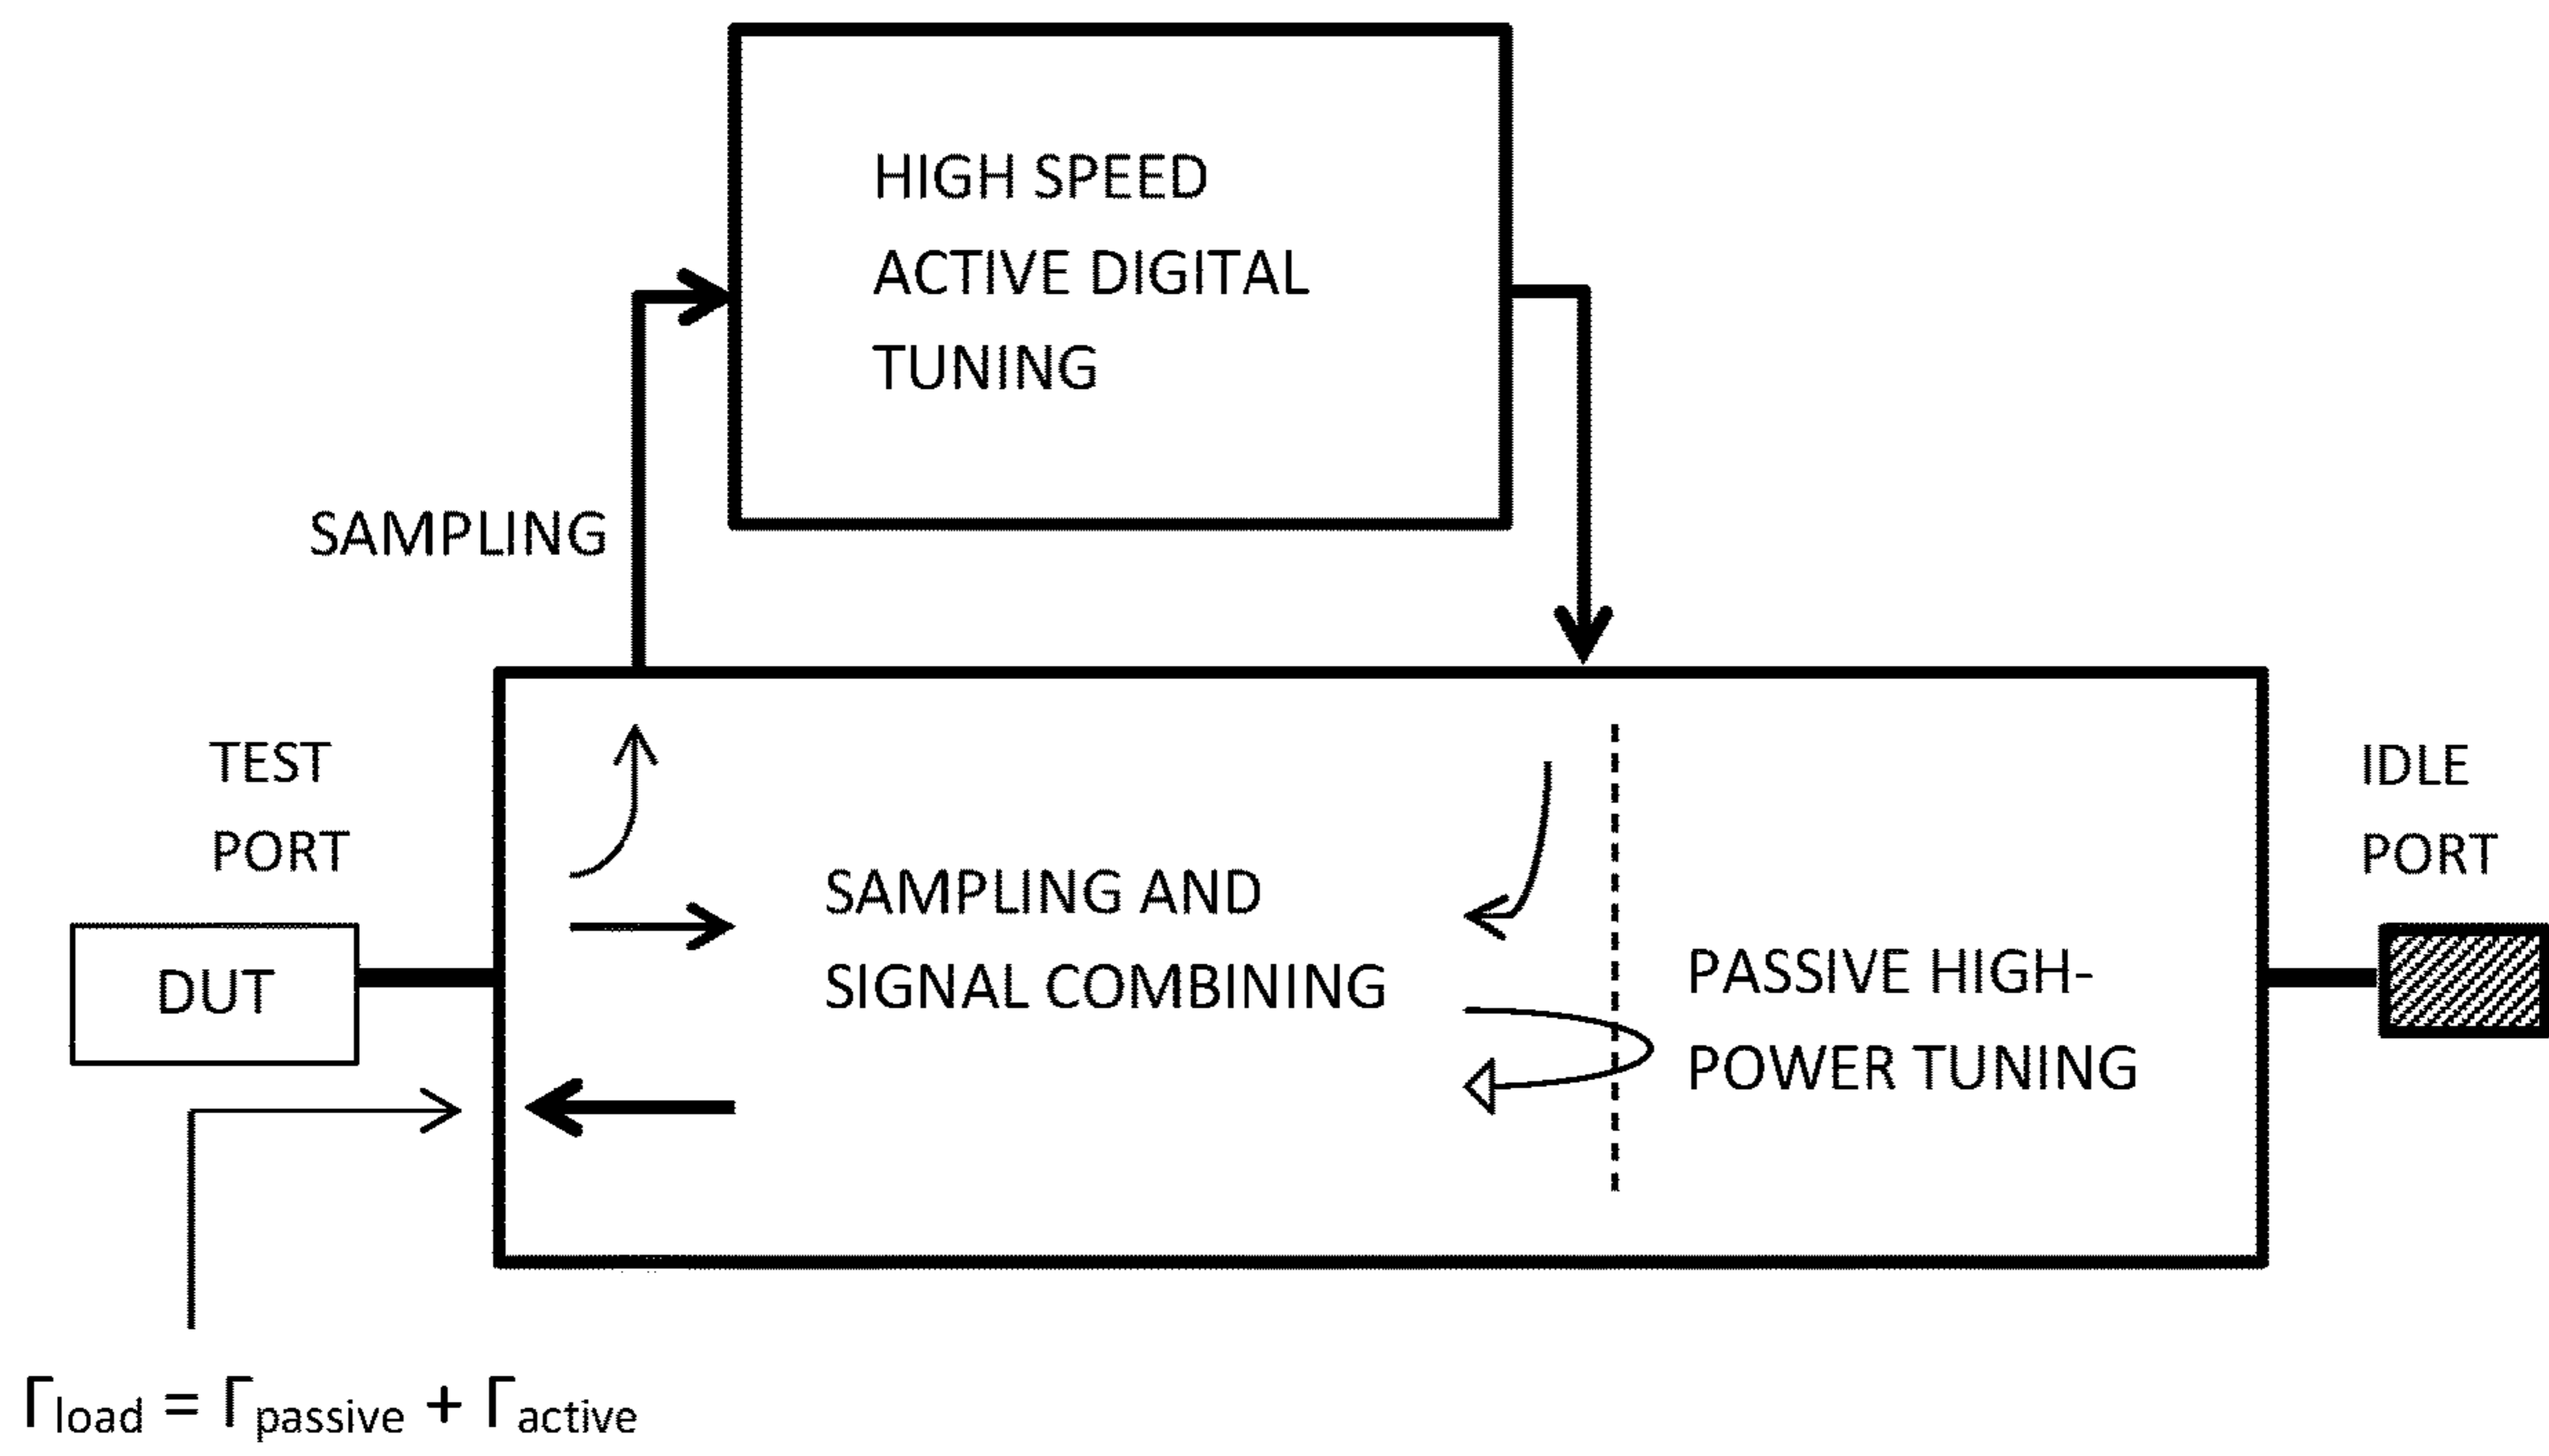 HIGH SPEED
ACTIVE DIGITAL
TUNING
SAMPLING
TEST
PORT
IDLE
PORT
SAMPLING AND
SIGNAL COMBINING
PASSIVE HIGH-
POWER TUNING
DUT
Γload = Γpassive + Γactive